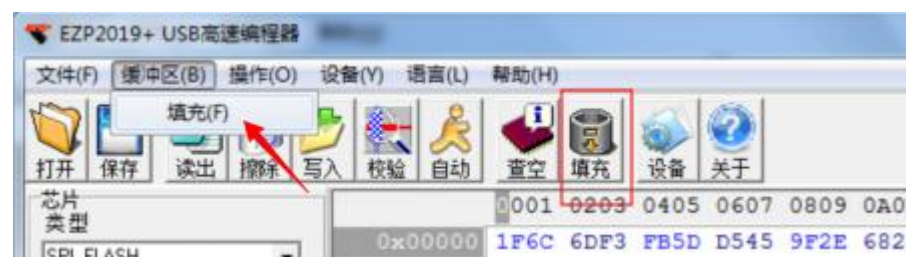 EZP2019+ USB高速编程器
文件(F) 缓冲区(B) 操作(O) 设备(Y) 语言(L) 帮助(H)
填充(F)
打开 保存 读出 擦除 写入 校验 自动 查空 填充 设备 关于
芯片
类型
0001 0203 0405 0607 0809 0A0
SPI FLASH
0x00000 1F6C 6DF3 FB5D D545 9F2E 682